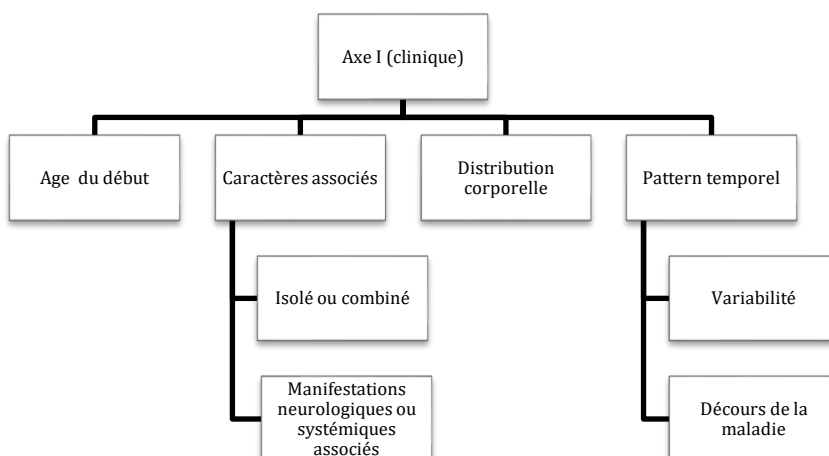 Axe I (clinique)
Age du début
Caractères associés
Distribution
corporelle
Pattern temporel
Isolé ou combiné
Variabilité
Manifestations
neurologiques ou
systémiques
associés
Décours de la
maladie